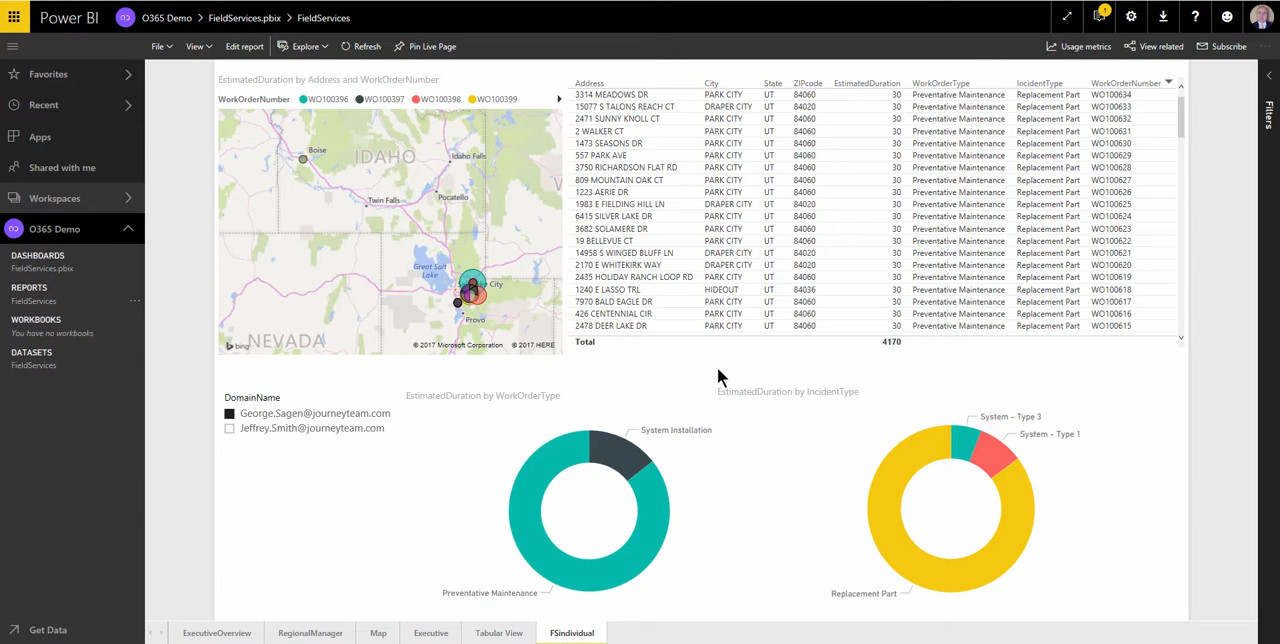 Power BI
O365 Demo > FieldServices.pbix > FieldServices
1
File View Edit report Explore Refresh Pin Live Page
Usage metrics View related Subscribe
Favorites
Recent
Apps
Shared with me
Workspaces
O365 Demo
DASHBOARDS
FieldServices.pbix
REPORTS
FieldServices
WORKBOOKS
You have no workbooks
DATASETS
FieldServices
Get Data
EstimatedDuration by Address and WorkOrderNumber
WorkOrderNumber WO100396 WO100397 WO100398 WO100399
Boise
IDAHO
Idaho Falls
Pocatello
Twin Falls
Great Salt
Lake
ke City
Provo
NEVADA
bing
© 2017 Microsoft Corporation © 2017 HERE
Address City State ZIPcode EstimatedDuration WorkOrderType IncidentType WorkOrderNumber
3314 MEADOWS DR PARK CITY UT 84060 30 Preventative Maintenance Replacement Part WO100634
15077 S TALONS REACH CT DRAPER CITY UT 84020 30 Preventative Maintenance Replacement Part WO100633
2471 SUNNY KNOLL CT PARK CITY UT 84060 30 Preventative Maintenance Replacement Part WO100632
2 WALKER CT PARK CITY UT 84060 30 Preventative Maintenance Replacement Part WO100631
1473 SEASONS DR PARK CITY UT 84060 30 Preventative Maintenance Replacement Part WO100630
557 PARK AVE PARK CITY UT 84060 30 Preventative Maintenance Replacement Part WO100629
3750 RICHARDSON FLAT RD PARK CITY UT 84060 30 Preventative Maintenance Replacement Part WO100628
809 MOUNTAIN OAK CT PARK CITY UT 84060 30 Preventative Maintenance Replacement Part WO100627
1223 AERIE DR PARK CITY UT 84060 30 Preventative Maintenance Replacement Part WO100626
1983 E FIELDING HILL LN DRAPER CITY UT 84020 30 Preventative Maintenance Replacement Part WO100625
6415 SILVER LAKE DR PARK CITY UT 84060 30 Preventative Maintenance Replacement Part WO100624
3682 SOLAMERE DR PARK CITY UT 84060 30 Preventative Maintenance Replacement Part WO100623
19 BELLEVUE CT PARK CITY UT 84060 30 Preventative Maintenance Replacement Part WO100622
14958 S WINGED BLUFF LN DRAPER CITY UT 84020 30 Preventative Maintenance Replacement Part WO100621
2170 E WHITEKIRK WAY DRAPER CITY UT 84020 30 Preventative Maintenance Replacement Part WO100620
2435 HOLIDAY RANCH LOOP RD PARK CITY UT 84060 30 Preventative Maintenance Replacement Part WO100619
1240 E LASSO TRL HIDEOUT UT 84036 30 Preventative Maintenance Replacement Part WO100618
7970 BALD EAGLE DR PARK CITY UT 84060 30 Preventative Maintenance Replacement Part WO100617
426 CENTENNIAL CIR PARK CITY UT 84060 30 Preventative Maintenance Replacement Part WO100616
2478 DEER LAKE DR PARK CITY UT 84060 30 Preventative Maintenance Replacement Part WO100615
Total 4170
Filters
DomainName
George.Sagen@journeyteam.com
Jeffrey.Smith@journeyteam.com
EstimatedDuration by WorkOrderType
System Installation
Preventative Maintenance
EstimatedDuration by IncidentType
System - Type 3
System - Type 1
Replacement Part
ExecutiveOverview RegionalManager Map Executive Tabular View FSindividual